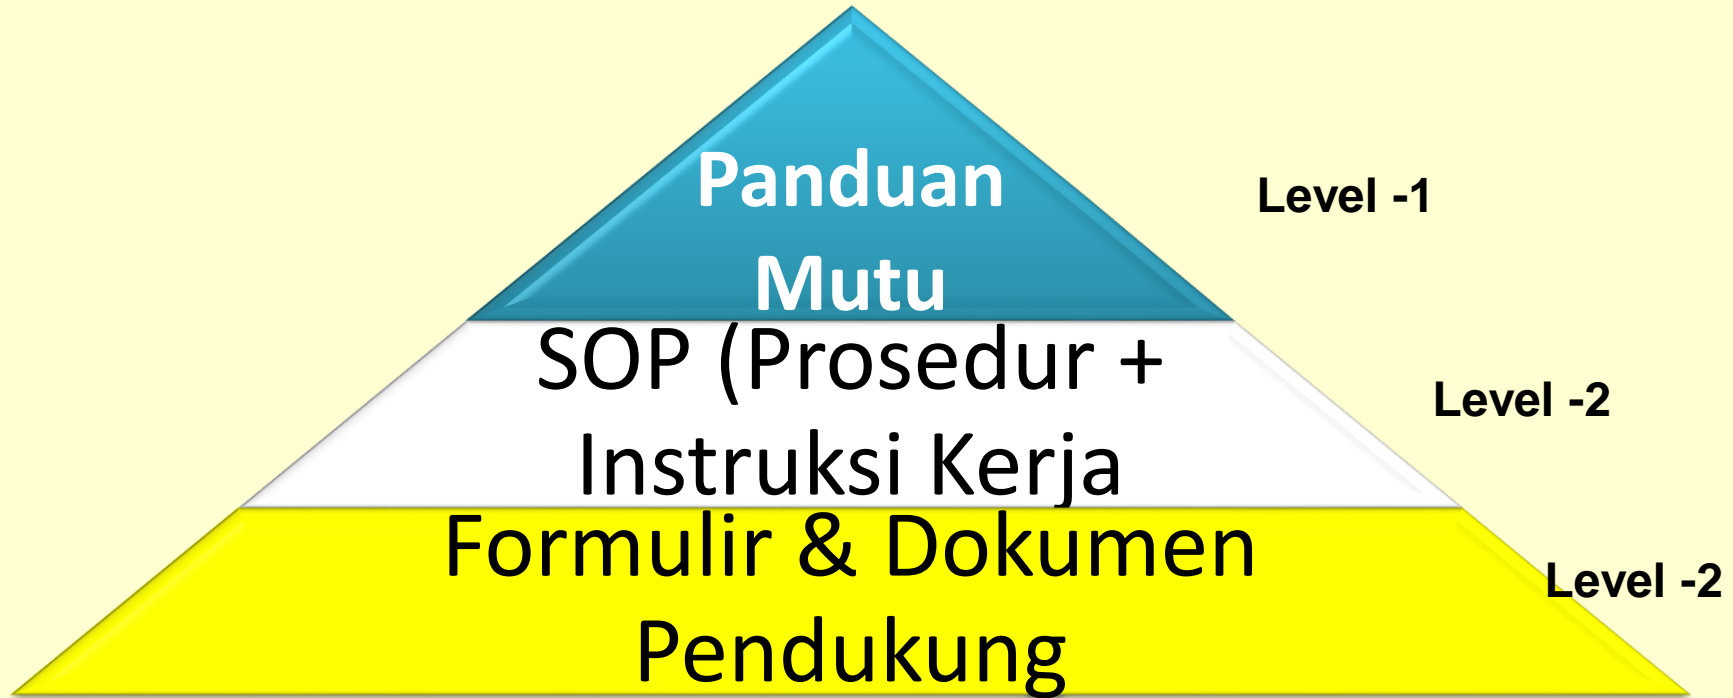 Panduan
Mutu
Level -1
SOP (Prosedur +
Instruksi Kerja
Level -2
Formulir & Dokumen
Pendukung
Level -2